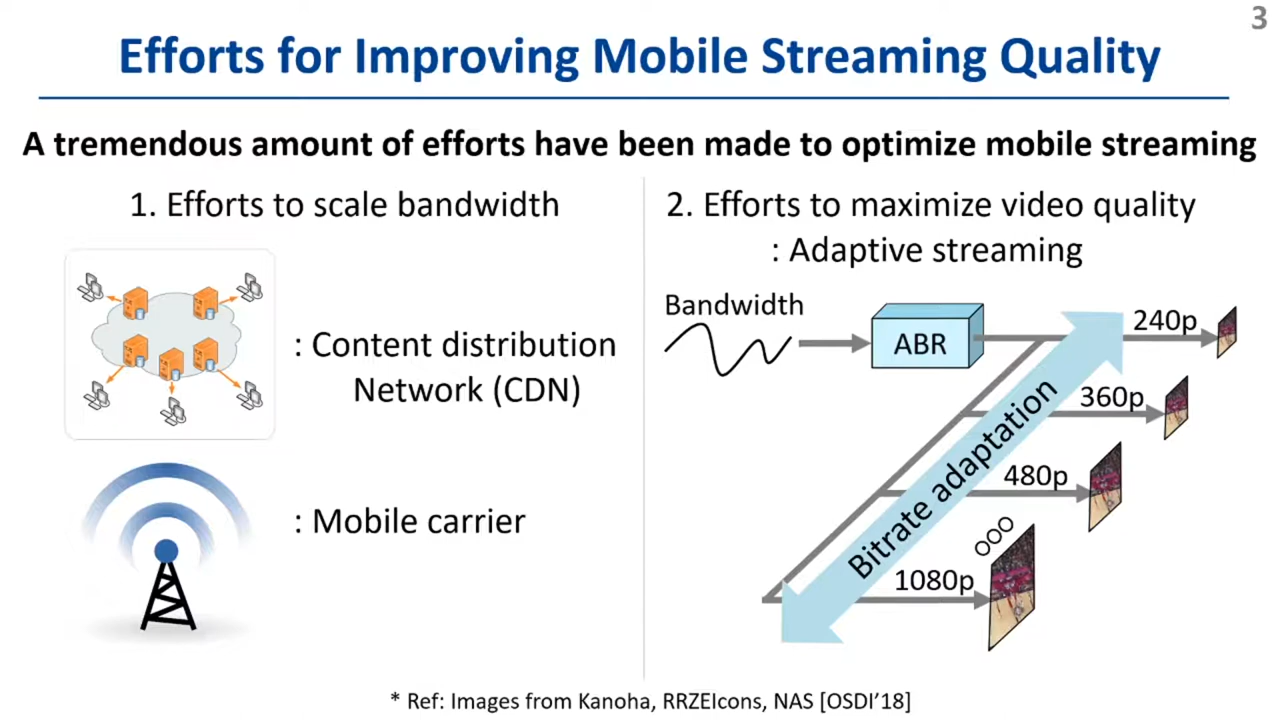 3
Efforts for Improving Mobile Streaming Quality
A tremendous amount of efforts have been made to optimize mobile streaming
1. Efforts to scale bandwidth
: Content distribution
Network (CDN)
: Mobile carrier
2. Efforts to maximize video quality
: Adaptive streaming
Bandwidth
ABR
240p
360p
480p
1080p
Bitrate adaptation
* Ref: Images from Kanoha, RRZEIcons, NAS [OSDI’18]